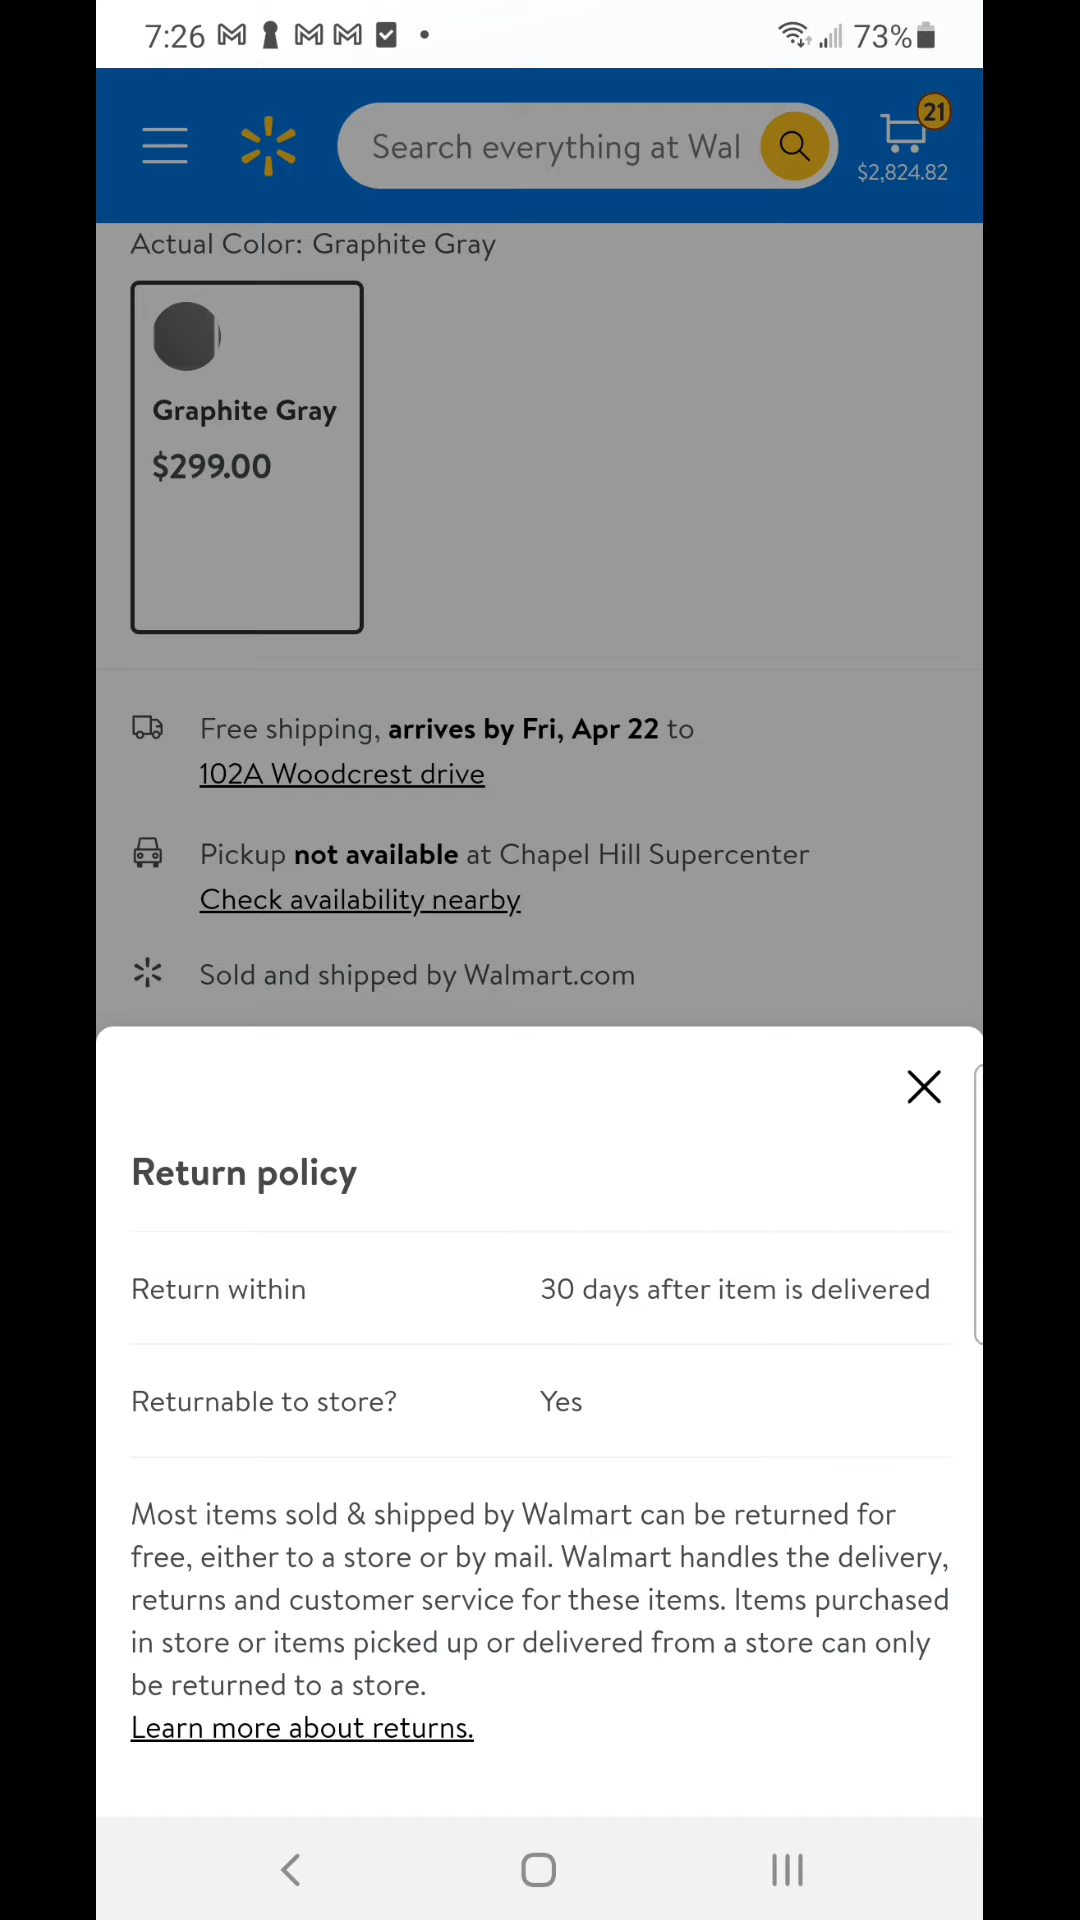 7:26
73%
Search everything at Wal
21
$2,824.82
Actual Color: Graphite Gray
Graphite Gray
$299.00
Free shipping, arrives by Fri, Apr 22 to
102A Woodcrest drive
Pickup not available at Chapel Hill Supercenter
Check availability nearby
Sold and shipped by Walmart.com
Return policy
Return within 30 days after item is delivered
Returnable to store? Yes
Most items sold & shipped by Walmart can be returned for
free, either to a store or by mail. Walmart handles the delivery,
returns and customer service for these items. Items purchased
in store or items picked up or delivered from a store can only
be returned to a store.
Learn more about returns.